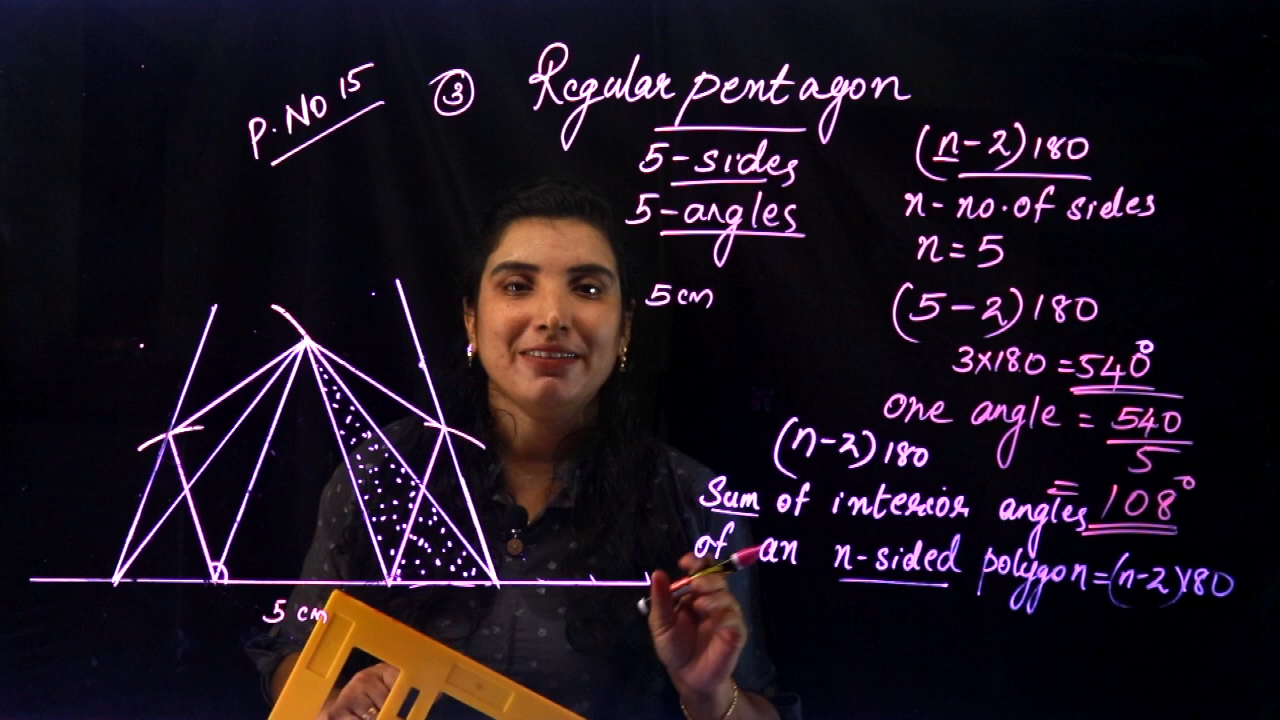 P.NO 15
③ Regular pentagon
5-sides
5-angles
5 cm
(n-2)180
n-no.of sides
n=5
(5-2)180
3×180 =540°
one angle = 540
5
= 108°
(n-2)180
Sum of interior angles
of an n-sided polygon=(n-2)180
5 cm